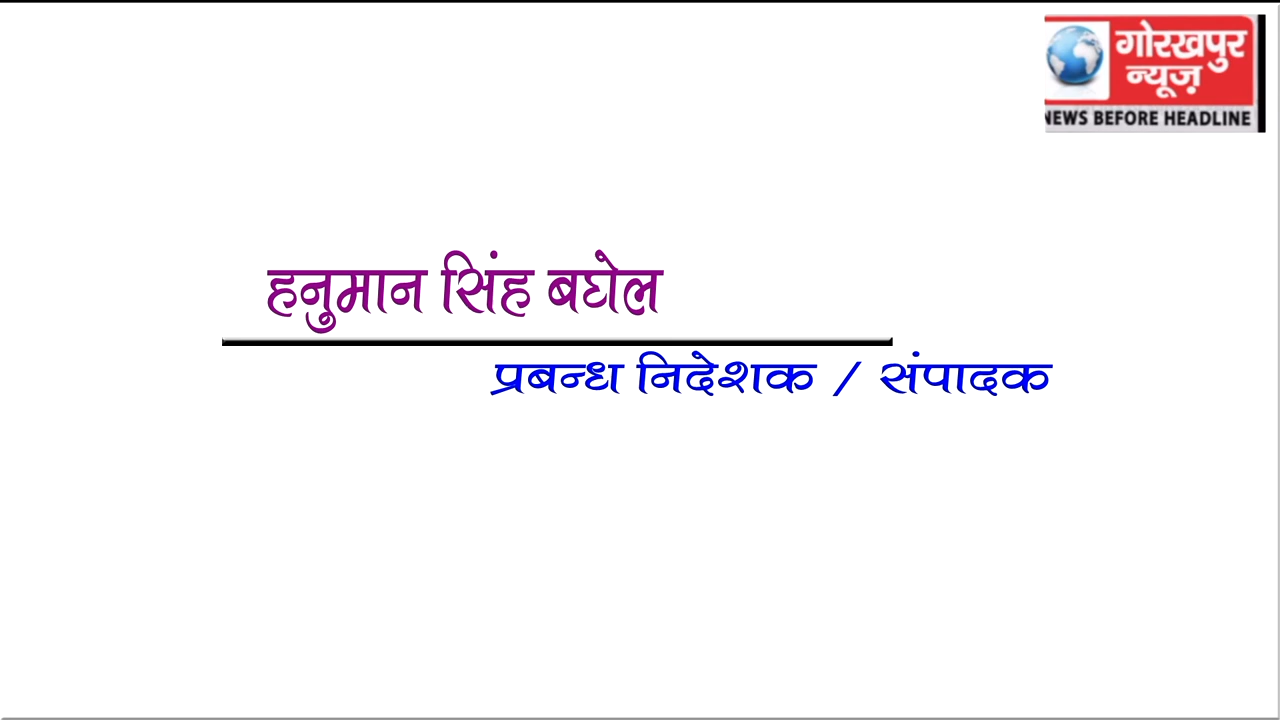 गोरखपुर
न्यूज़
NEWS BEFORE HEADLINE
हनुमान सिंह बघेल
प्रबन्ध निदेशक / संपादक